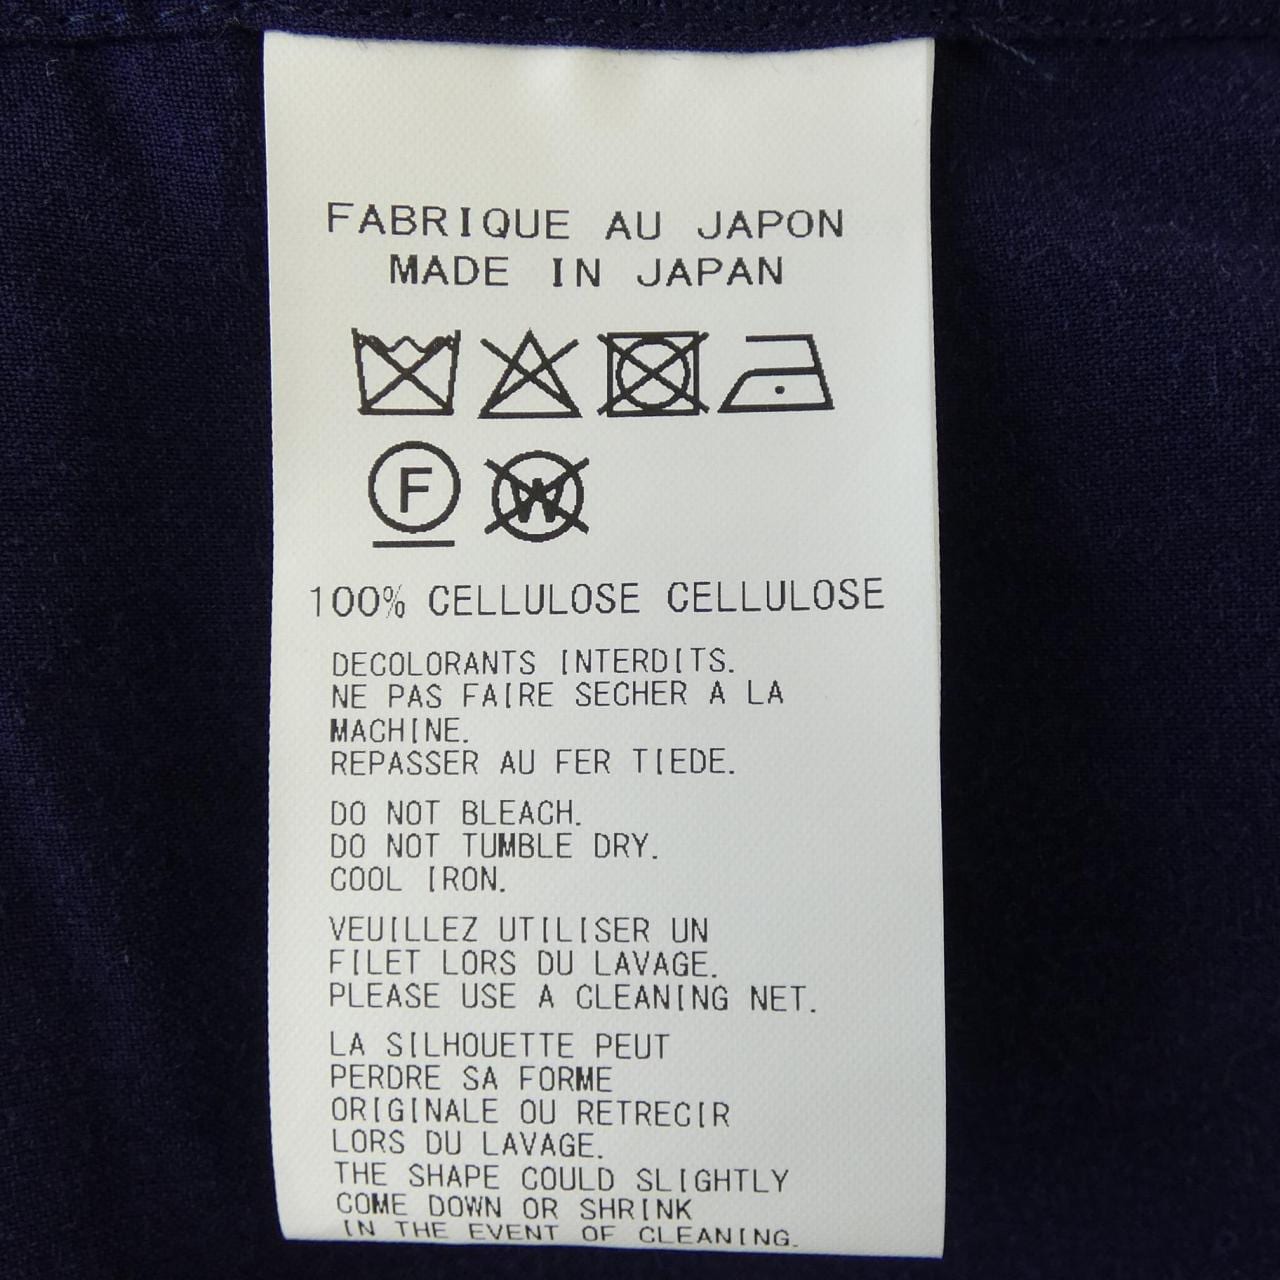 FABRIQUE AU JAPON
MADE IN JAPAN
F W
100% CELLULOSE CELLULOSE
DECOLORANTS INTERDITS.
NE PAS FAIRE SECHER A LA
MACHINE.
REPASSER AU FER TIEDE.
DO NOT BLEACH.
DO NOT TUMBLE DRY.
COOL IRON.
VEUILLEZ UTILISER UN
FILET LORS DU LAVAGE.
PLEASE USE A CLEANING NET.
LA SILHOUETTE PEUT
PERDRE SA FORME
ORIGINALE OU RETRECIR
LORS DU LAVAGE.
THE SHAPE COULD SLIGHTLY
COME DOWN OR SHRINK
IN THE EVENT OF CLEANING.